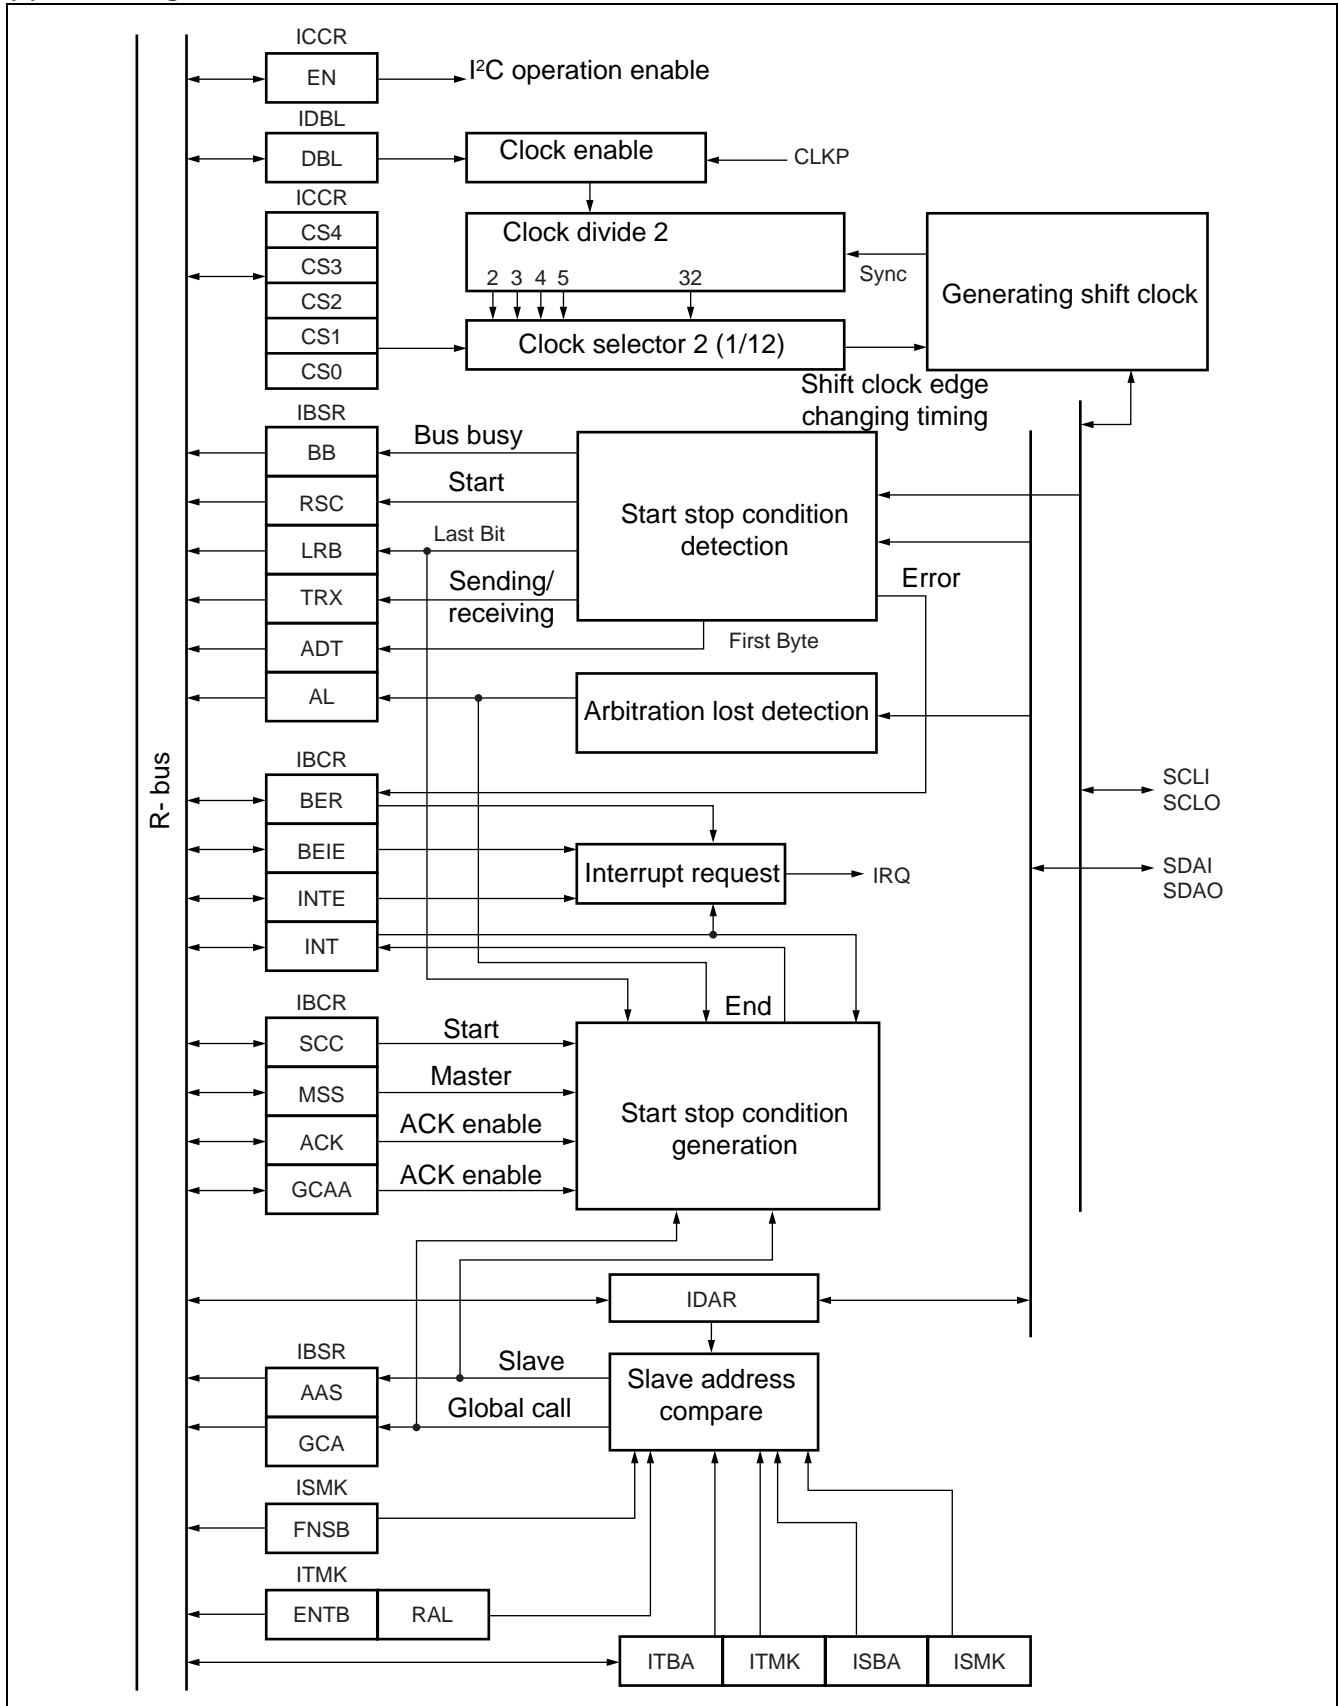 ICCR
EN
I²C operation enable
IDBL
DBL
Clock enable
CLKP
ICCR
CS4
CS3
CS2
CS1
CS0
Clock divide 2
2 3 4 5 32
Sync
Generating shift clock
Clock selector 2 (1/12)
Shift clock edge
changing timing
IBSR
BB
Bus busy
RSC
Start
LRB
Last Bit
TRX
Sending/
receiving
ADT
First Byte
AL
Start stop condition
detection
Error
Arbitration lost detection
R- bus
IBCR
BER
BEIE
INTE
INT
Interrupt request
IRQ
SCLI
SCLO
SDAI
SDAO
End
IBCR
SCC
Start
MSS
Master
ACK
ACK enable
GCAA
ACK enable
Start stop condition
generation
IDAR
IBSR
AAS
Slave
GCA
Global call
Slave address
compare
ISMK
FNSB
ITMK
ENTB
RAL
ITBA
ITMK
ISBA
ISMK